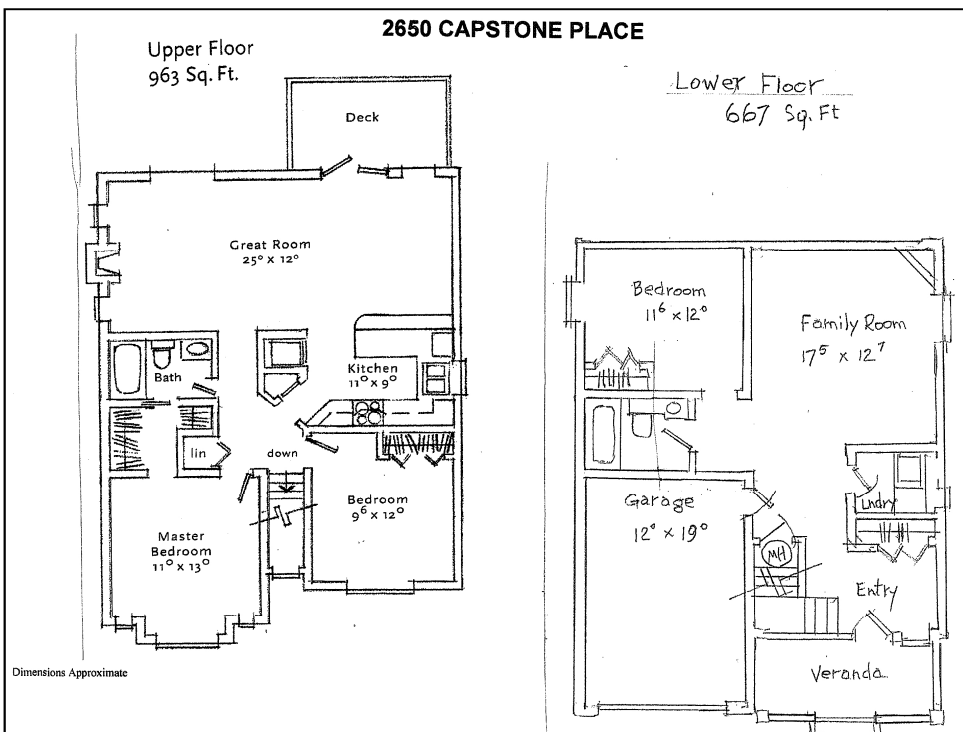 2650 CAPSTONE PLACE
Upper Floor
963 Sq. Ft.
Deck
Great Room
25⁰ x 12⁰
Kitchen
11⁰ x 9⁰
Bath
lin
down
Bedroom
9⁶ x 12⁰
Master
Bedroom
11⁰ x 13⁰
Dimensions Approximate
Lower Floor
667 Sq. Ft
Bedroom
11⁶ x 12⁰
Family Room
17⁵ x 12⁷
Lndry
Garage
12⁰ x 19⁰
MH
Entry
Veranda